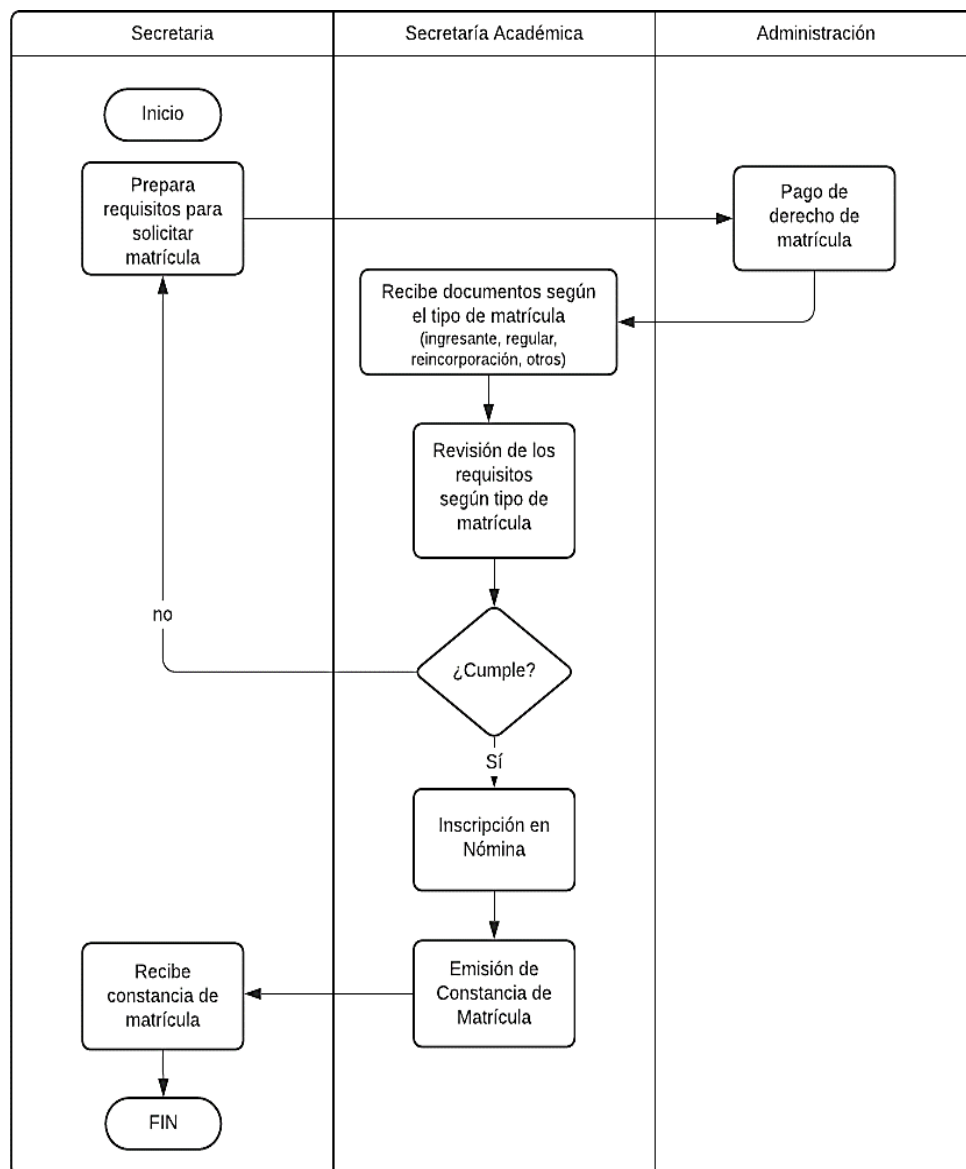 Secretaria
Secretaría Académica
Administración
Inicio
Prepara
requisitos para
solicitar
matrícula
Pago de
derecho de
matrícula
Recibe documentos según
el tipo de matrícula
(ingresante, regular,
reincorporación, otros)
Revisión de los
requisitos
según tipo de
matrícula
no
¿Cumple?
Sí
Inscripción en
Nómina
Emisión de
Constancia de
Matrícula
Recibe
constancia de
matrícula
FIN